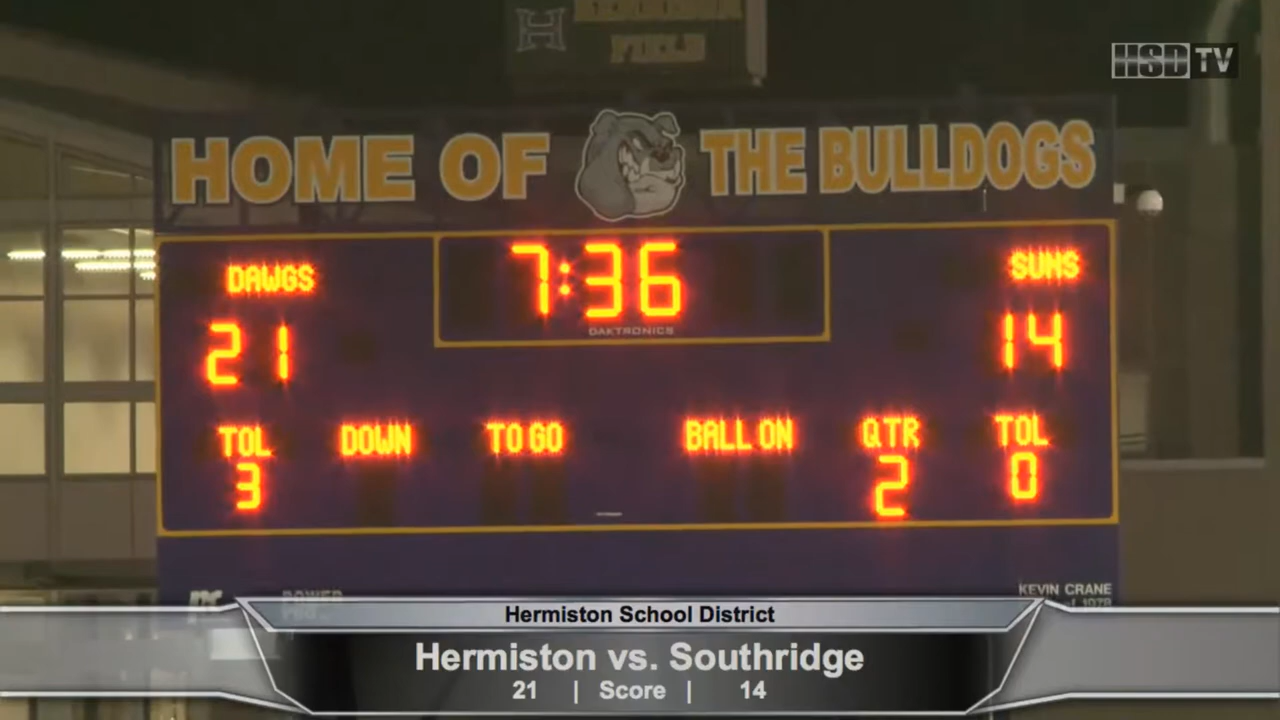 H
FIELD
HSD TV
HOME OF THE BULLDOGS
DAWGS 7:36 SUNS
DAKTRONICS
21 14
TOL DOWN TO GO BALL ON QTR TOL
3 2 0
KEVIN CRANE
Hermiston School District
Hermiston vs. Southridge
21 | Score | 14